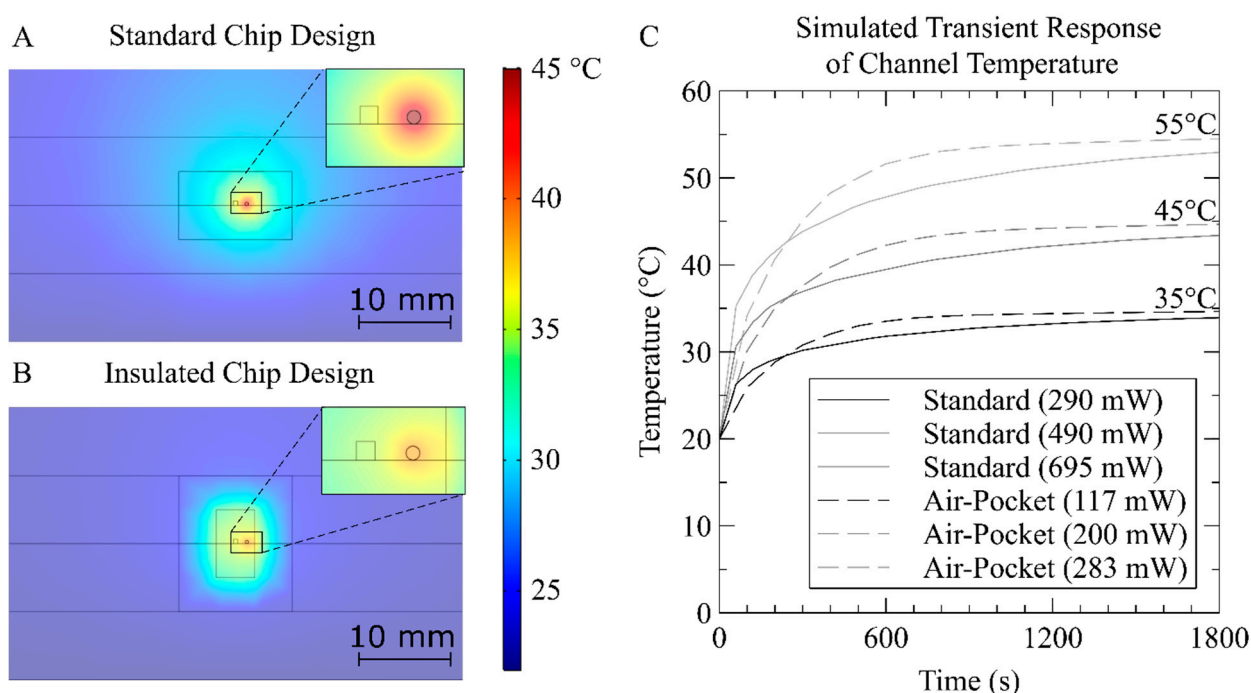 A
Standard Chip Design
10 mm
B
Insulated Chip Design
10 mm
45 °C
40
35
30
25
C
Simulated Transient Response
of Channel Temperature
60
50
40
30
20
10
0
Temperature (°C)
55°C
45°C
35°C
Standard (290 mW)
Standard (490 mW)
Standard (695 mW)
Air-Pocket (117 mW)
Air-Pocket (200 mW)
Air-Pocket (283 mW)
0
600
1200
1800
Time (s)